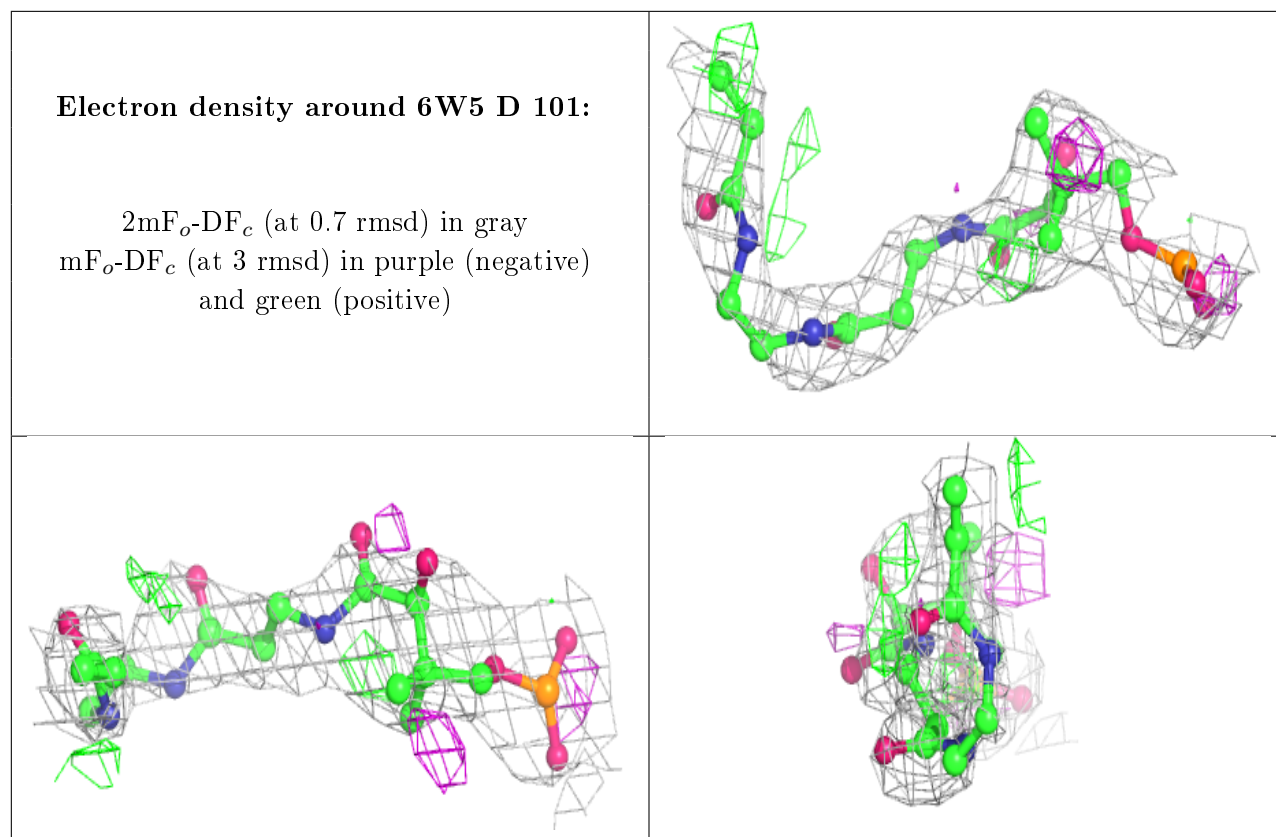 Electron density around 6W5 D 101:
2mFo-DFc (at 0.7 rmsd) in gray
mFo-DFc (at 3 rmsd) in purple (negative)
and green (positive)